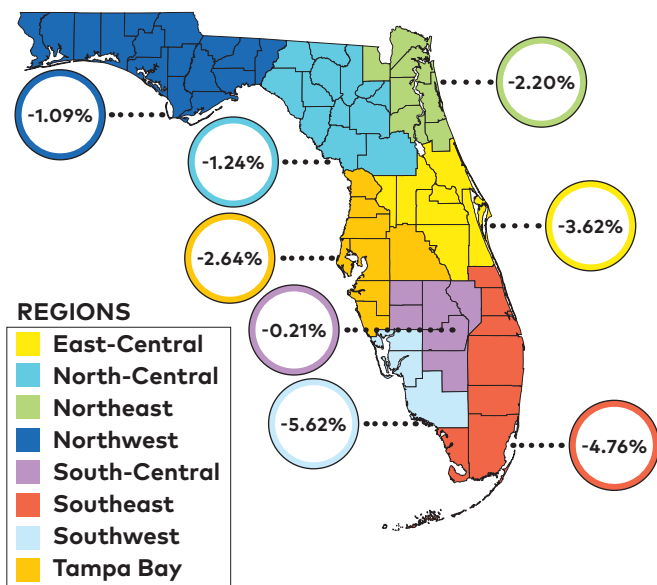 -2.20%
-1.09%
-1.24%
-3.62%
-2.64%
-0.21%
-5.62%
-4.76%
REGIONS
East-Central
North-Central
Northeast
Northwest
South-Central
Southeast
Southwest
Tampa Bay